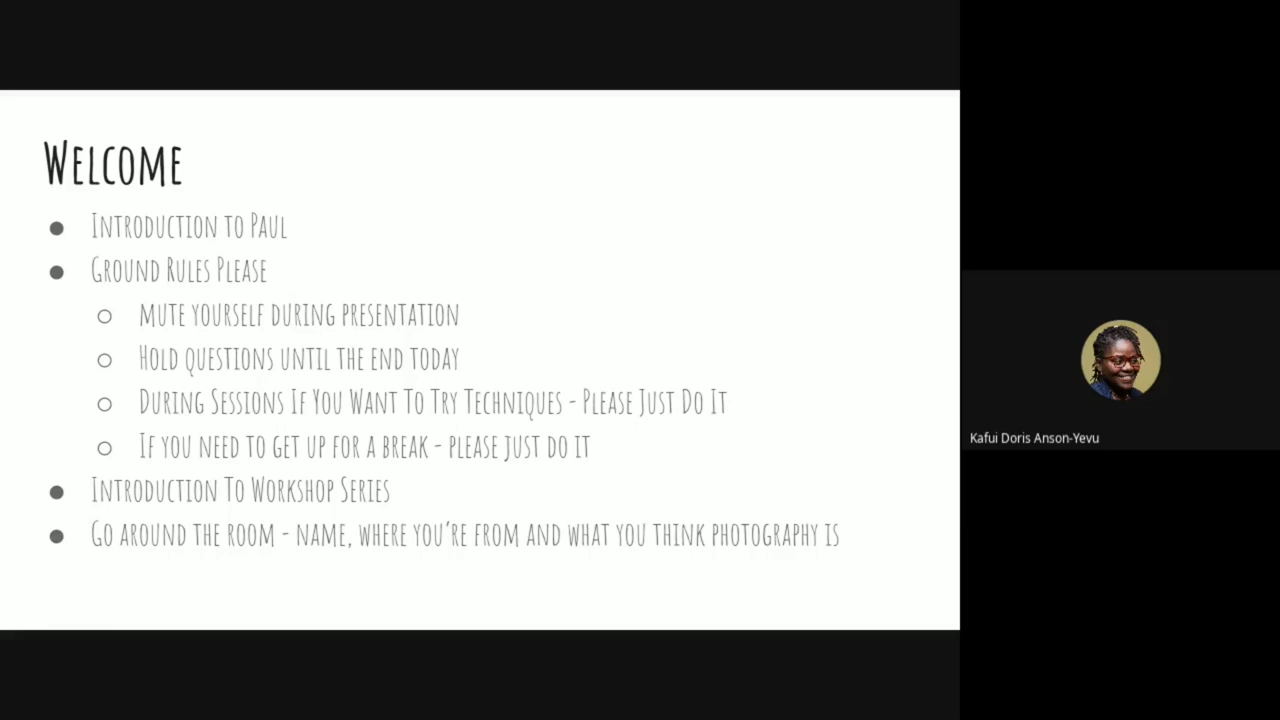 Welcome
Introduction to Paul
Ground Rules Please
mute yourself during presentation
Hold questions until the end today
During Sessions If You Want To Try Techniques - Please Just Do It
If you need to get up for a break - please just do it
Introduction To Workshop Series
Go around the room - name, where you're from and what you think photography is
Kafui Doris Anson-Yevu